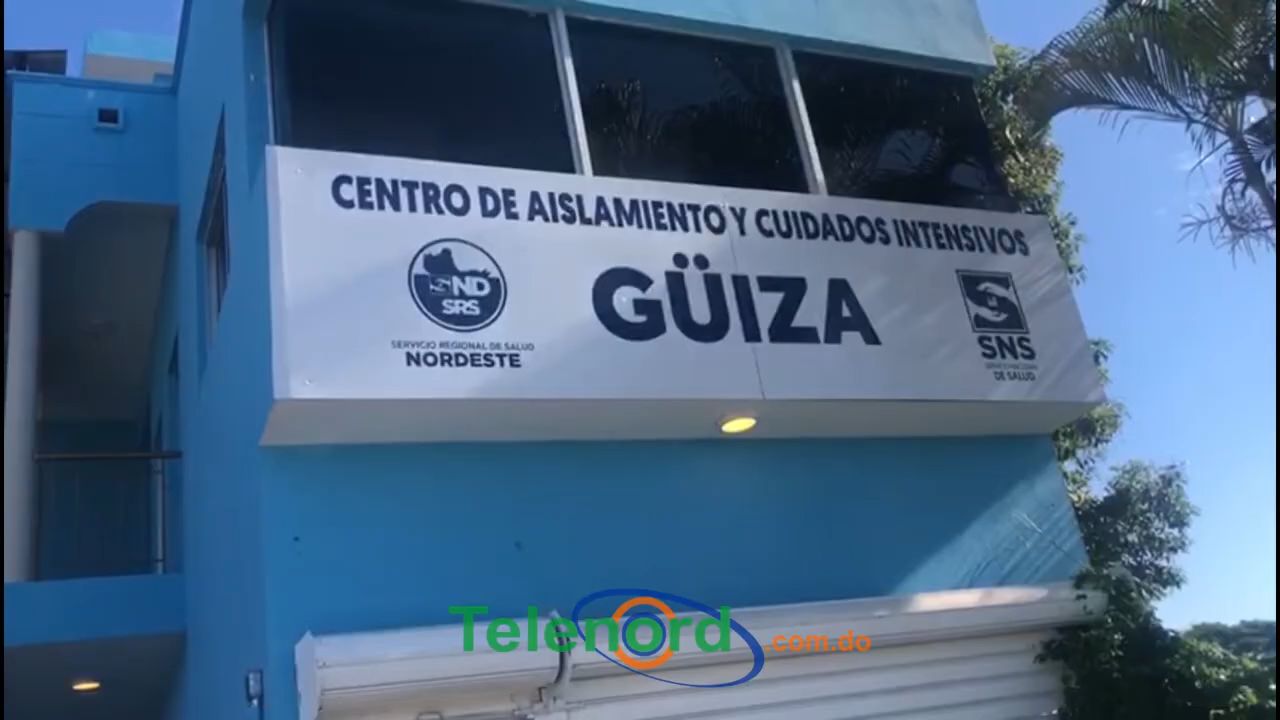 CENTRO DE AISLAMIENTO Y CUIDADOS INTENSIVOS
GÜIZA
ND
SRS
SERVICIO REGIONAL DE SALUD
NORDESTE
SNS
DE SALUD
Telenord.com.do